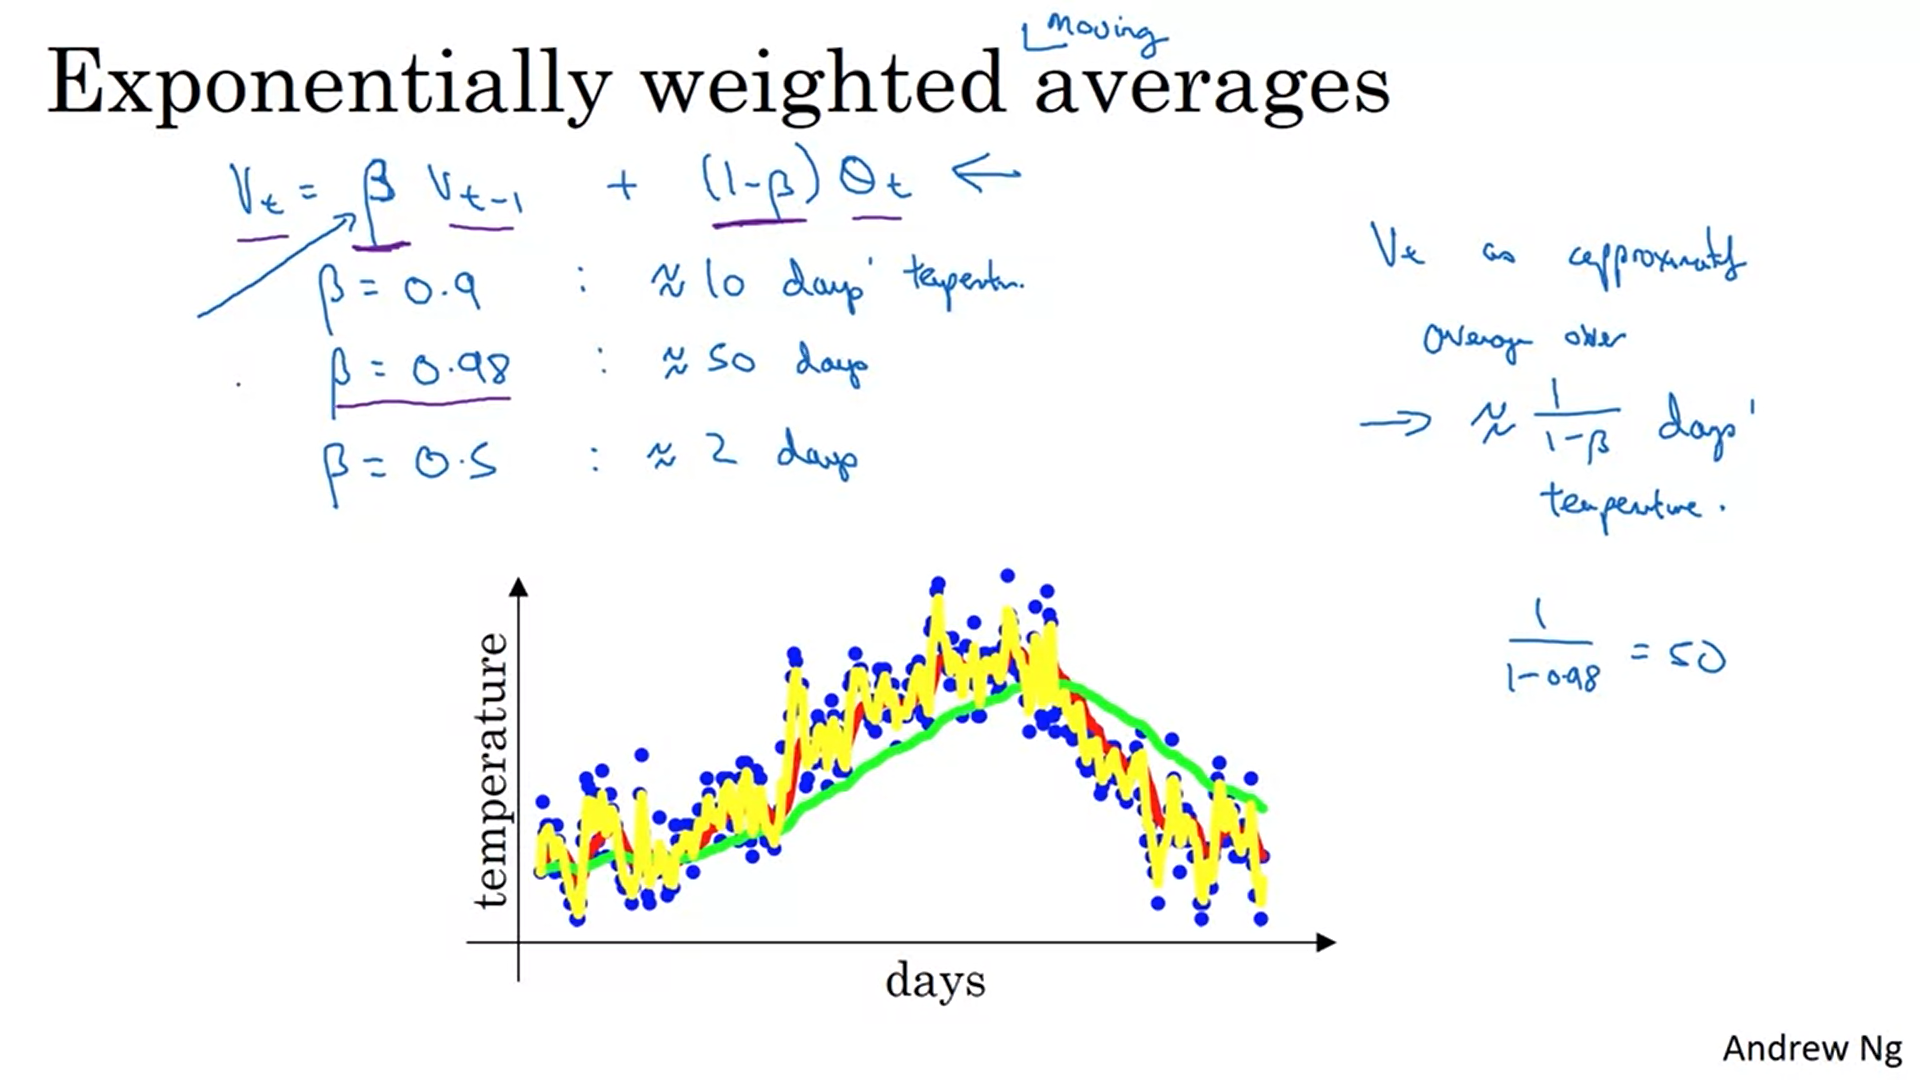 moving
Exponentially weighted averages
Vt = β Vt-1 + (1-β) θt ←
β = 0.9 : ≈ 10 days' temperature.
β = 0.98 : ≈ 50 days
β = 0.5 : ≈ 2 days
Vt as approximately
average over
→ ≈ 1/(1-β) days'
temperature.
1/(1-0.98) = 50
temperature
days
Andrew Ng